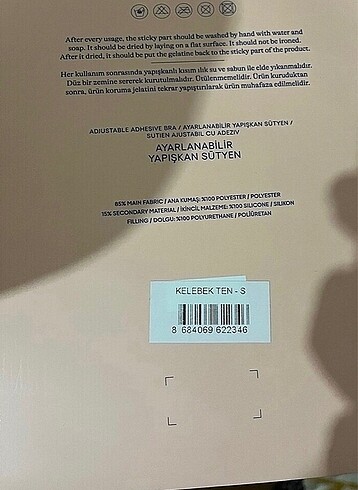 After every usage, the sticky part should be washed by hand with water and
soap. It should be dried by laying on a flat surface. It should not be ironed.
After it dried, it should be put the gelatine back to the sticky part of the product.
Her kullanım sonrasında yapışkanlı kısım ılık su ve sabun ile elde yıkanmalıdır.
Düz bir zemine sererek kurutulmalıdır. Ütülenmemelidir. Ürün kuruduktan
sonra, ürün koruma jelatini tekrar yapıştırılarak ürün muhafaza edilmelidir.
ADJUSTABLE ADHESIVE BRA / AYARLANABİLİR YAPIŞKAN SÜTYEN /
SUTIEN AJUSTABIL CU ADEZIV
AYARLANABİLİR
YAPIŞKAN SÜTYEN
85% MAIN FABRIC / ANA KUMAŞ: %100 POLYESTER / POLYESTER
15% SECONDARY MATERIAL / İKİNCİL MALZEME: %100 SILICONE / SILIKON
FILLING / DOLGU: %100 POLYURETHANE / POLİÜRETAN
KELEBEK TEN - S
8 684069 622346